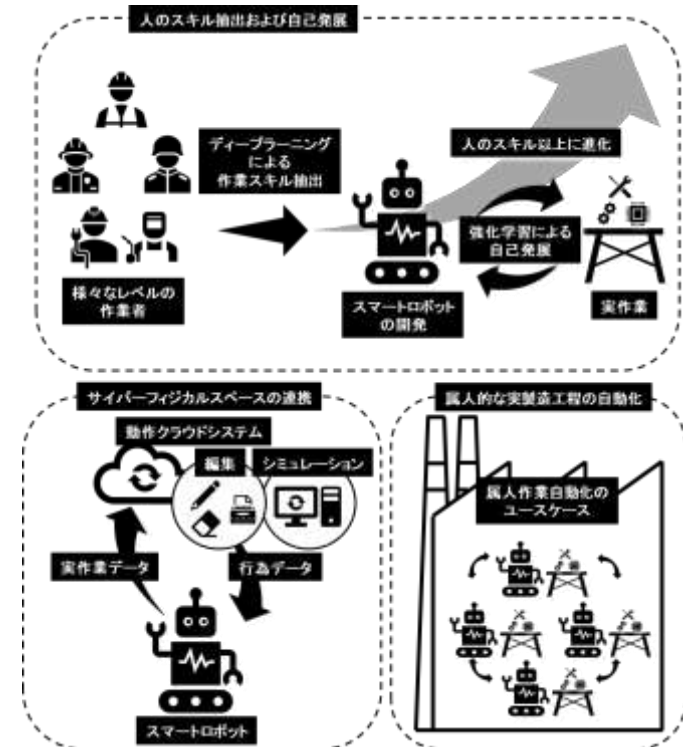 人のスキル抽出および自己発展
ディープラーニング
による
作業スキル抽出
人のスキル以上に進化
強化学習による
自己発展
様々なレベルの
作業者
スマートロボット
の開発
実作業
サイバーフィジカルスペースの連携
動作クラウドシステム
編集
シミュレーション
実作業データ
行為データ
スマートロボット
属人的な実製造工程の自動化
属人作業自動化の
ユースケース